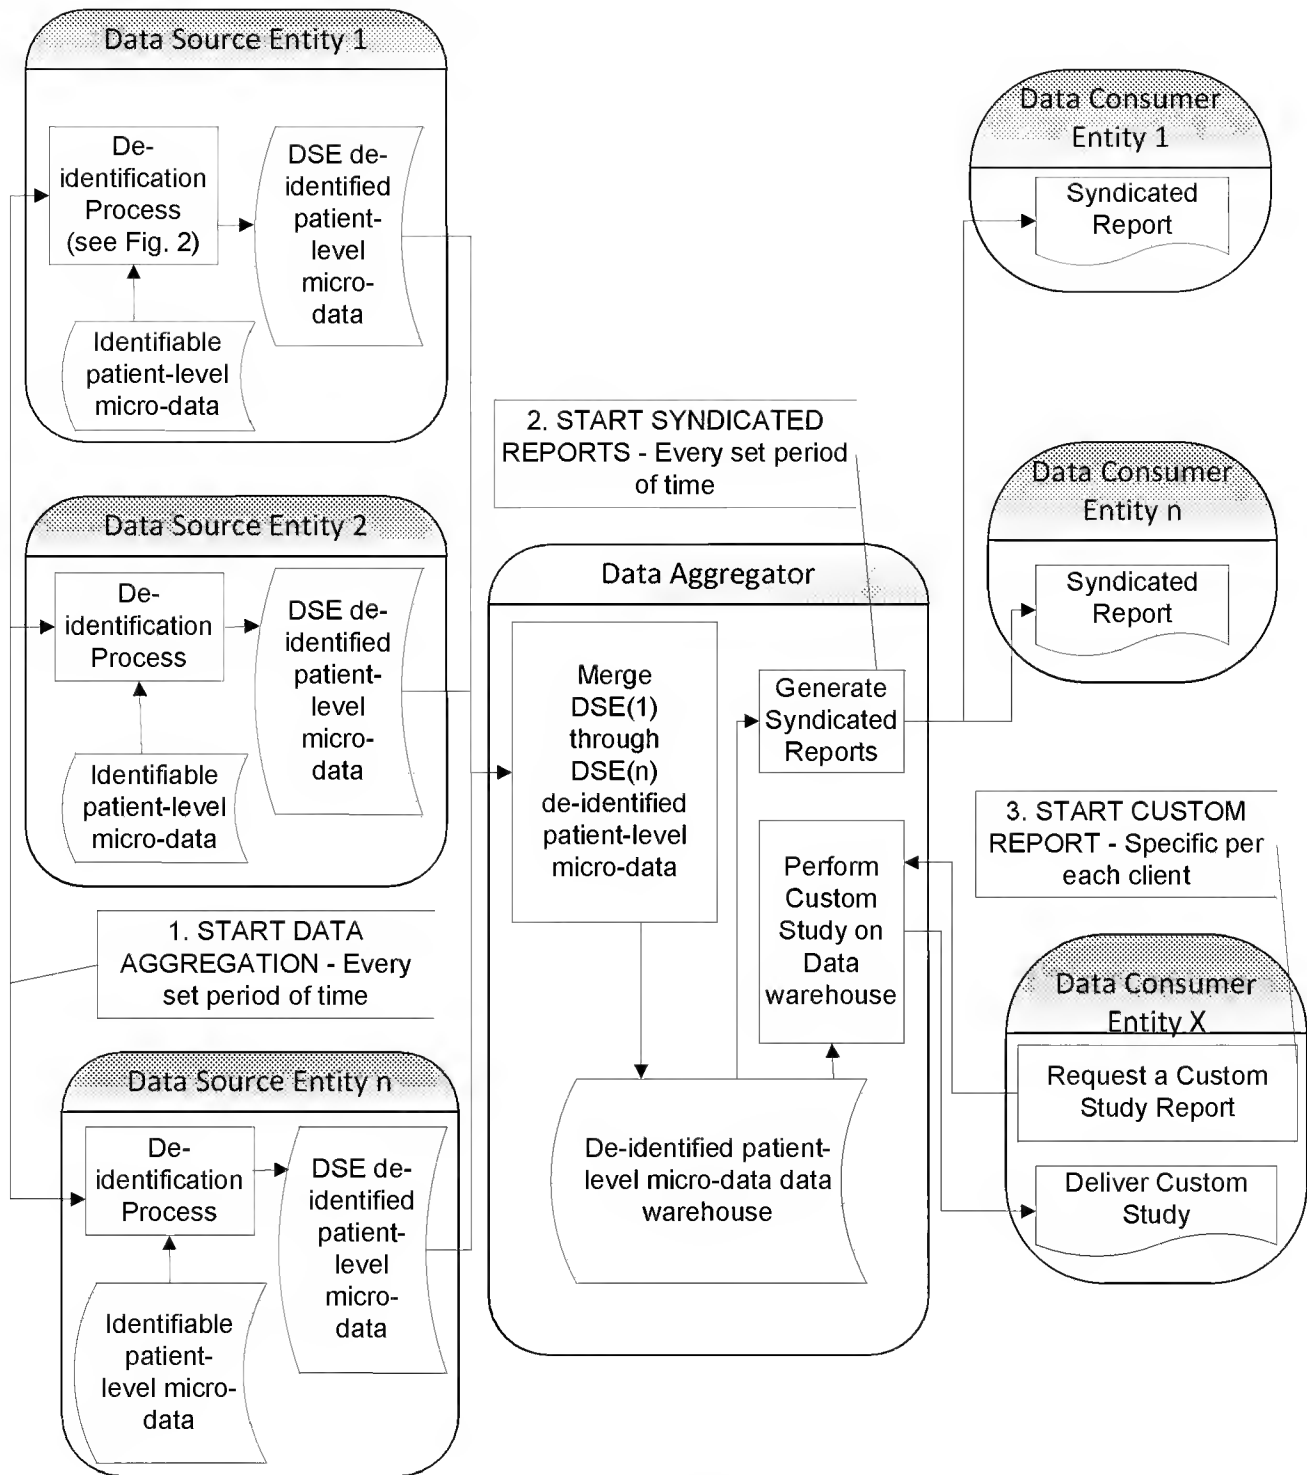 Data Source Entity 1
De-
identification
Process
(see Fig. 2)
DSE de-
identified
patient-
level
micro-
data
Identifiable
patient-level
micro-data
Data Source Entity 2
De-
identification
Process
DSE de-
identified
patient-
level
micro-
data
Identifiable
patient-level
micro-data
1. START DATA
AGGREGATION - Every
set period of time
Data Source Entity n
De-
identification
Process
DSE de-
identified
patient-
level
micro-
data
Identifiable
patient-
level micro-
data
2. START SYNDICATED
REPORTS - Every set period
of time
Data Aggregator
Merge
DSE(1)
through
DSE(n)
de-identified
patient-level
micro-data
Generate
Syndicated
Reports
Perform
Custom
Study on
Data
warehouse
De-identified patient-
level micro-data data
warehouse
Data Consumer
Entity 1
Syndicated
Report
Data Consumer
Entity n
Syndicated
Report
3. START CUSTOM
REPORT - Specific per
each client
Data Consumer
Entity X
Request a Custom
Study Report
Deliver Custom
Study